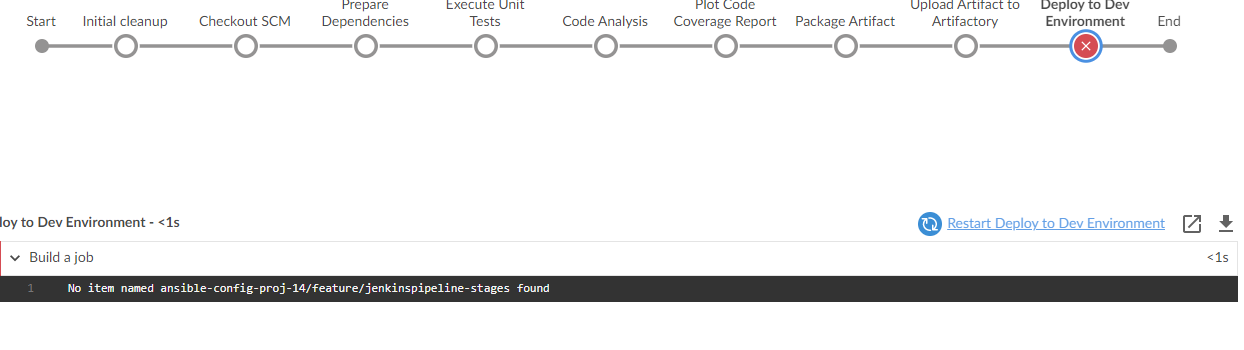 Prepare
Execute Unit
Plot Code
Upload Artifact to
Deploy to Dev
Start
Initial cleanup
Checkout SCM
Dependencies
Tests
Code Analysis
Coverage Report
Package Artifact
Artifactory
Environment
End
loy to Dev Environment - <1s
Restart Deploy to Dev Environment
Build a job
<1s
1
No item named ansible-config-proj-14/feature/jenkinspipeline-stages found